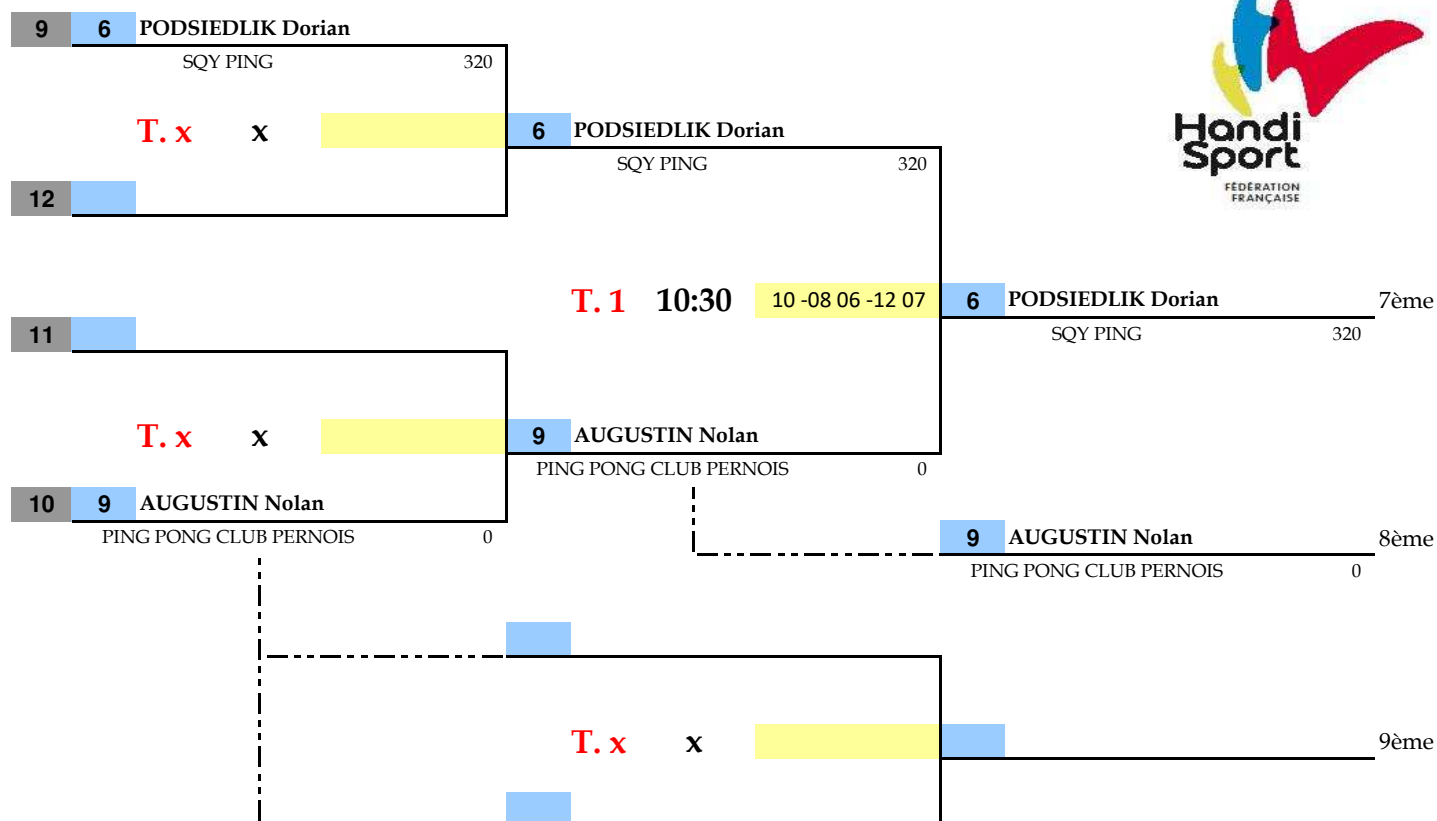 9 6 PODSIEDLIK Dorian
SQY PING 320
T. x x 6 PODSIEDLIK Dorian
SQY PING 320
Handi
Sport
FÉDÉRATION
FRANÇAISE
12
T. 1 10:30 10 -08 06 -12 07 6 PODSIEDLIK Dorian 7ème
SQY PING 320
11
T. x x 9 AUGUSTIN Nolan
PING PONG CLUB PERNOIS 0
10 9 AUGUSTIN Nolan
PING PONG CLUB PERNOIS 0
9 AUGUSTIN Nolan 8ème
PING PONG CLUB PERNOIS 0
T. x x 9ème